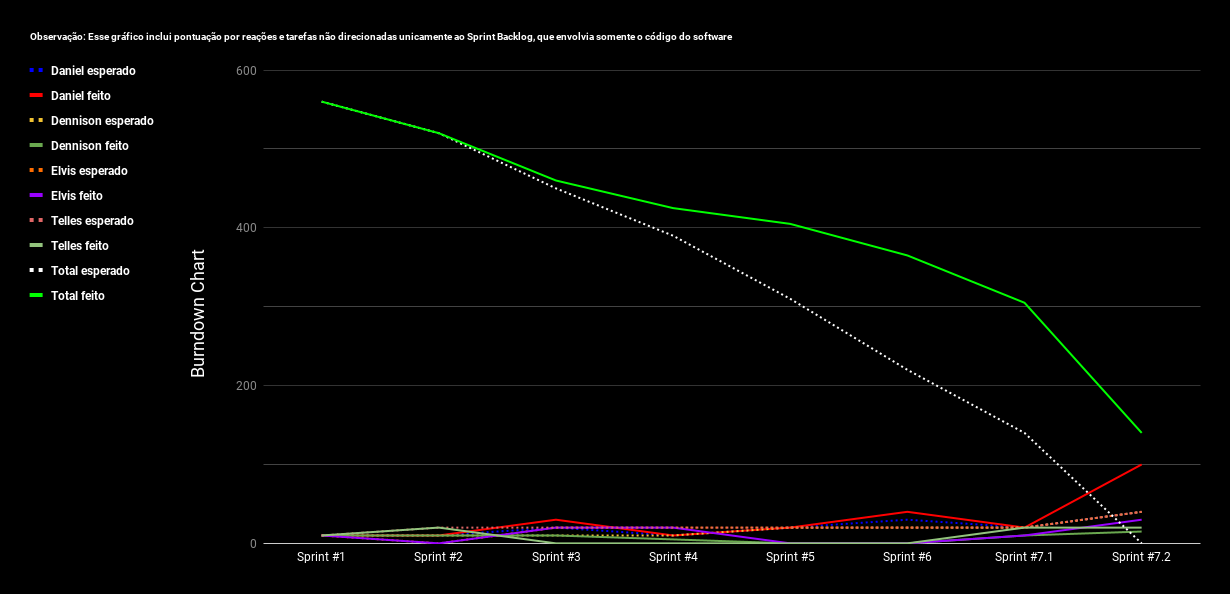 Observação: Esse gráfico inclui pontuação por reações e tarefas não direcionadas unicamente ao Sprint Backlog, que envolvia somente o código do software
Daniel esperado
Daniel feito
Dennison esperado
Dennison feito
Elvis esperado
Elvis feito
Telles esperado
Telles feito
Total esperado
Total feito
Burndown Chart
600
400
200
0
Sprint #1 Sprint #2 Sprint #3 Sprint #4 Sprint #5 Sprint #6 Sprint #7.1 Sprint #7.2